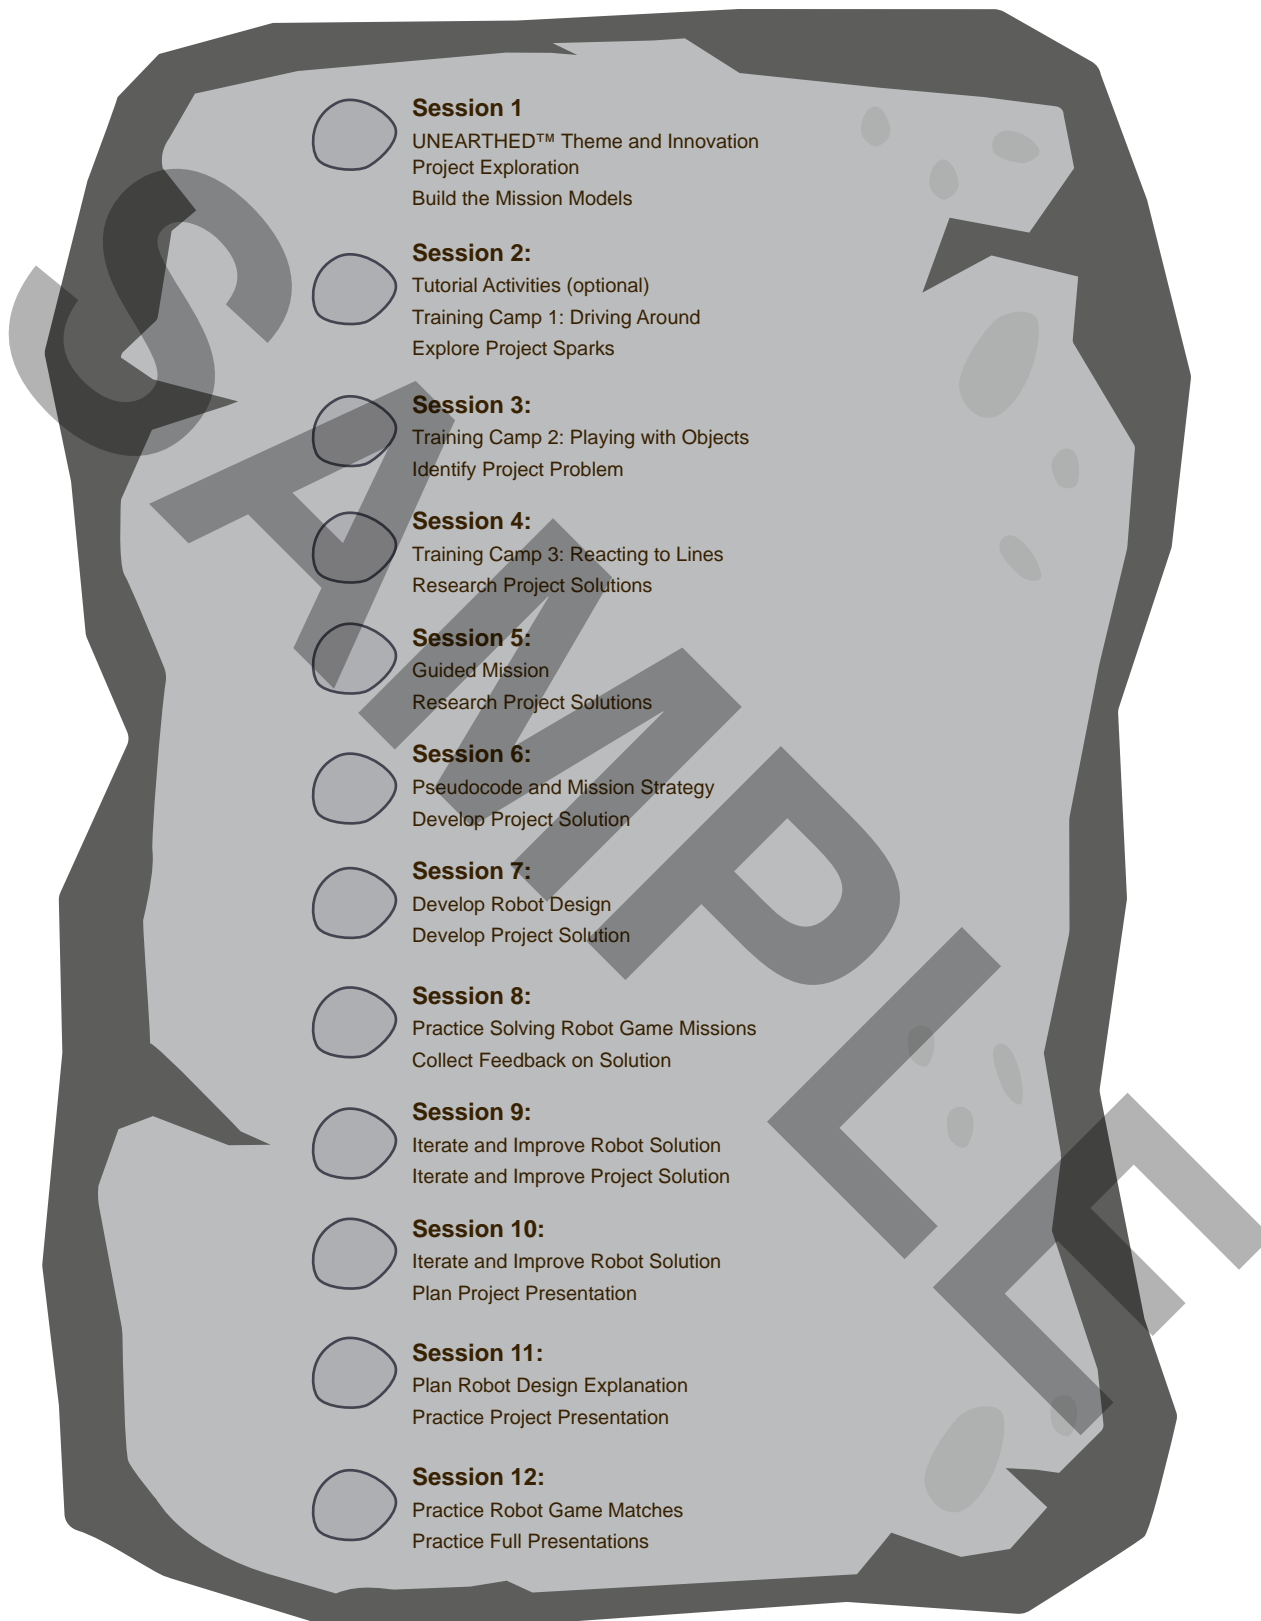 Session 1
UNEARTHED™ Theme and Innovation
Project Exploration
Build the Mission Models
Session 2:
Tutorial Activities (optional)
Training Camp 1: Driving Around
Explore Project Sparks
Session 3:
Training Camp 2: Playing with Objects
Identify Project Problem
Session 4:
Training Camp 3: Reacting to Lines
Research Project Solutions
Session 5:
Guided Mission
Research Project Solutions
Session 6:
Pseudocode and Mission Strategy
Develop Project Solution
Session 7:
Develop Robot Design
Develop Project Solution
Session 8:
Practice Solving Robot Game Missions
Collect Feedback on Solution
Session 9:
Iterate and Improve Robot Solution
Iterate and Improve Project Solution
Session 10:
Iterate and Improve Robot Solution
Plan Project Presentation
Session 11:
Plan Robot Design Explanation
Practice Project Presentation
Session 12:
Practice Robot Game Matches
Practice Full Presentations
SAMPLE